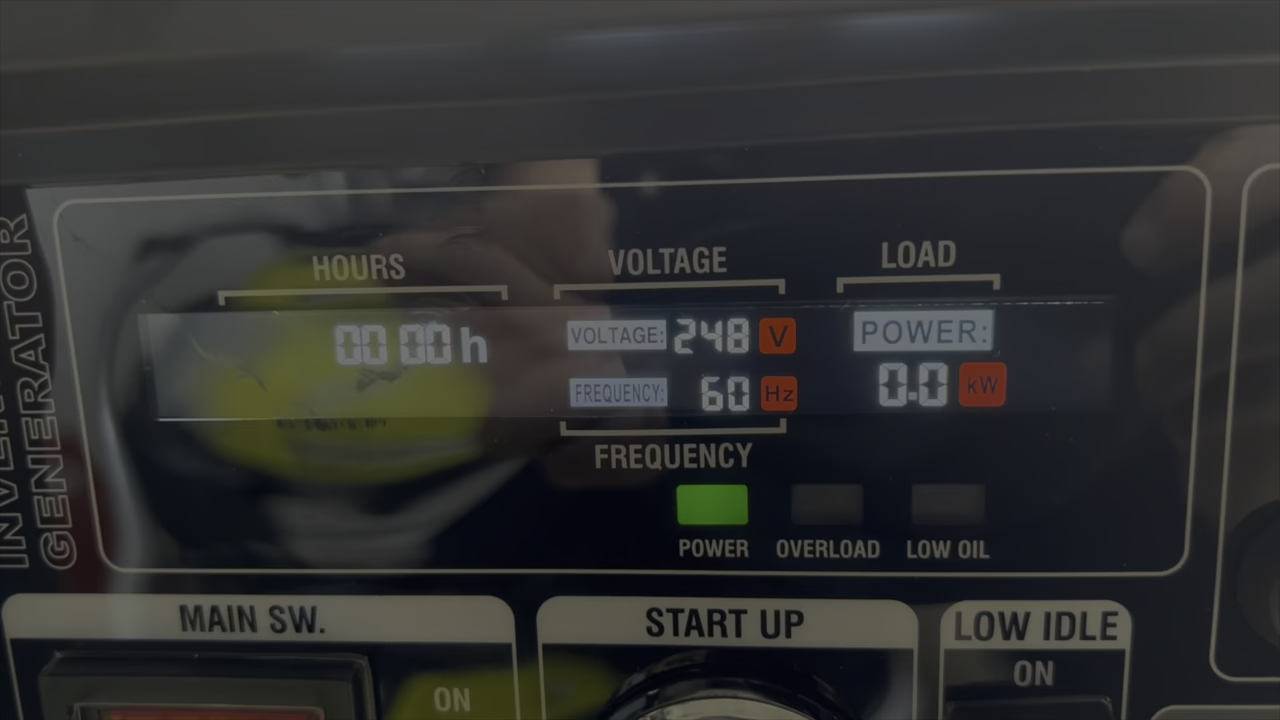 GENERATOR
HOURS
VOLTAGE
LOAD
00 00 h
VOLTAGE: 248 V
POWER:
FREQUENCY: 60 Hz
0.0 kW
FREQUENCY
POWER
OVERLOAD
LOW OIL
MAIN SW.
START UP
LOW IDLE
ON
ON